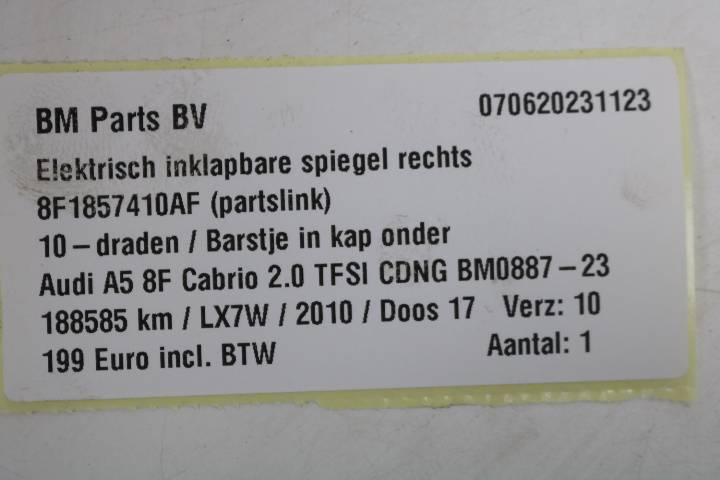 BM Parts BV 070620231123
Elektrisch inklapbare spiegel rechts
8F1857410AF (partslink)
10 – draden / Barstje in kap onder
Audi A5 8F Cabrio 2.0 TFSI CDNG BM0887 – 23
188585 km / LX7W / 2010 / Doos 17 Verz: 10
199 Euro incl. BTW Aantal: 1